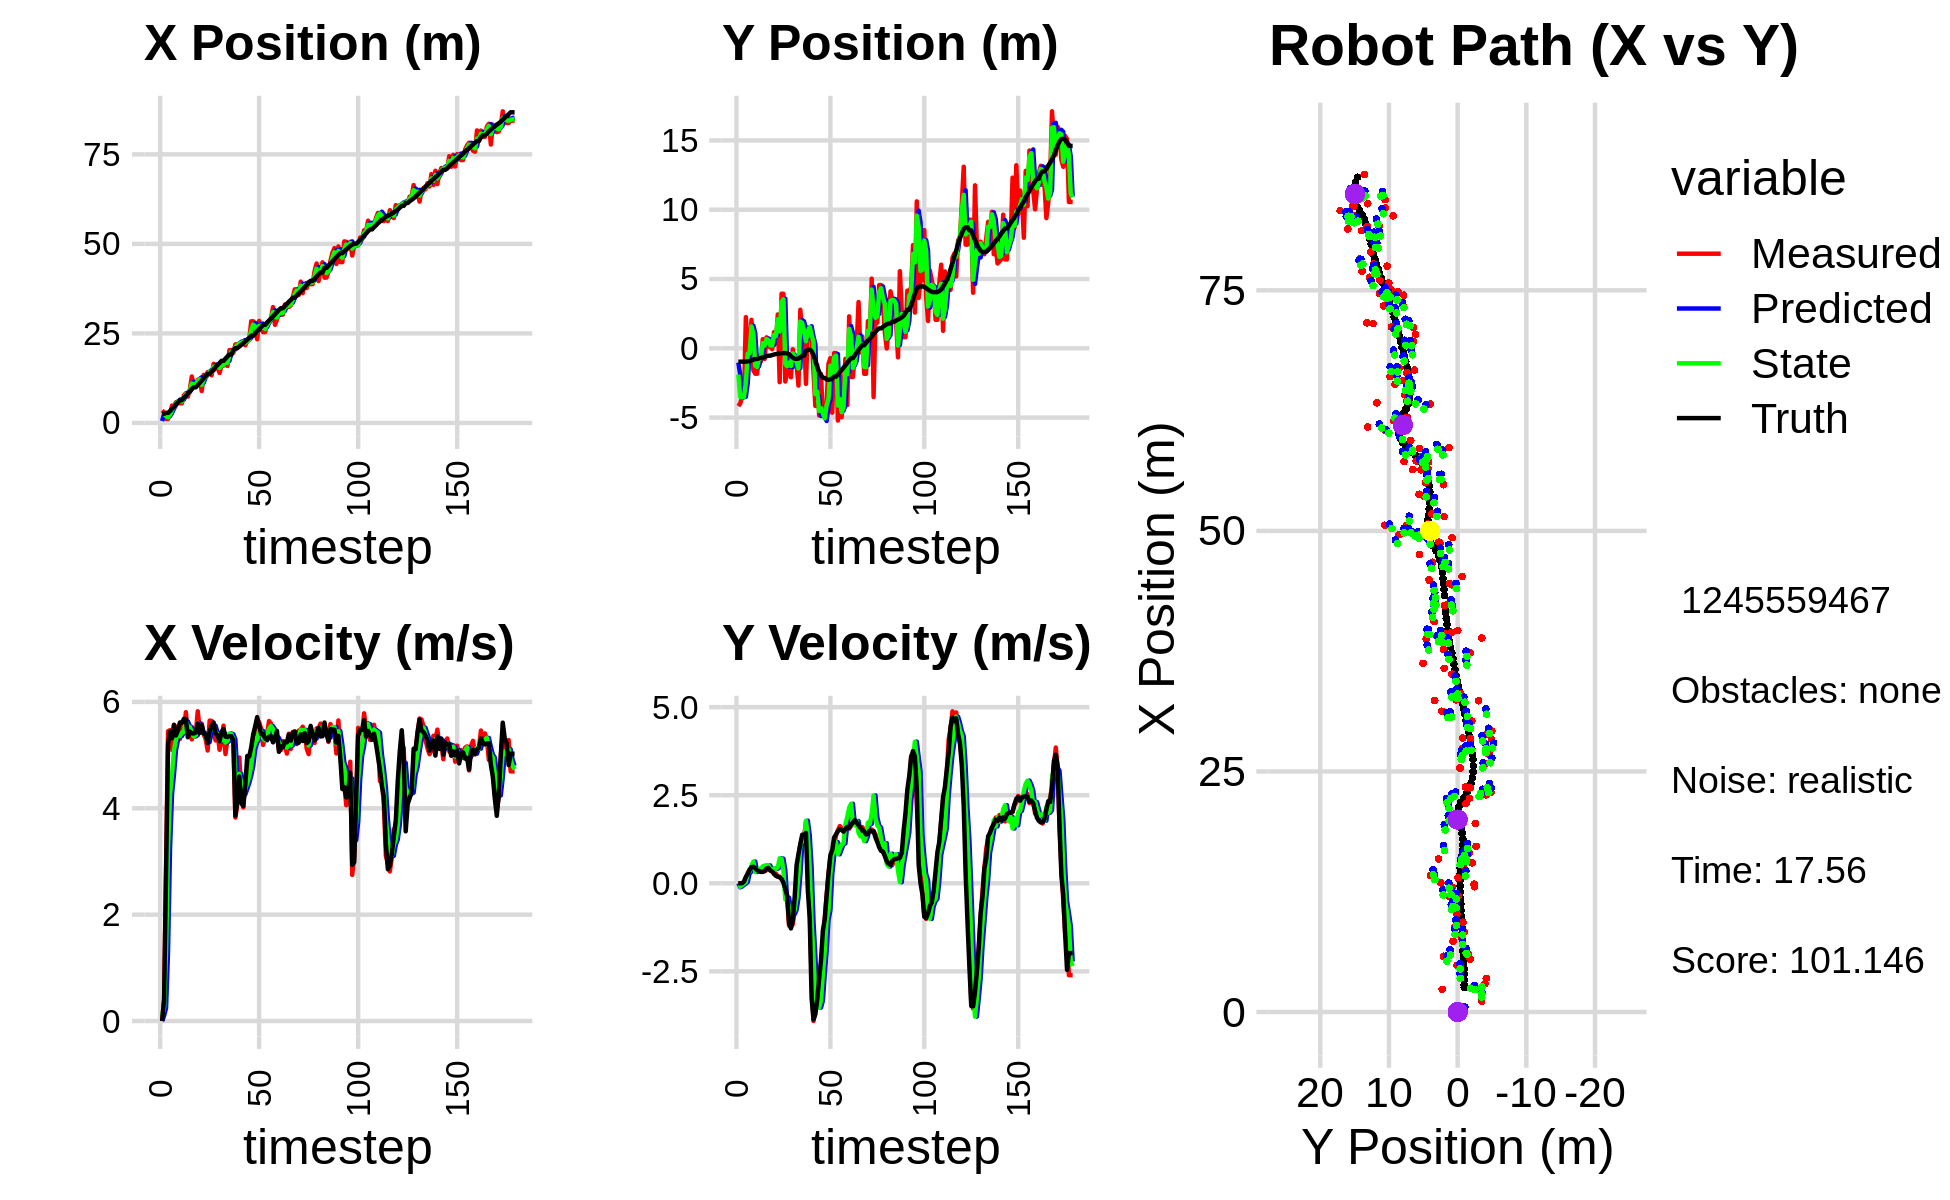 X Position (m)
75
50
25
0
0 50 100 150
timestep
Y Position (m)
15
10
5
0
-5
0 50 100 150
timestep
X Velocity (m/s)
6
4
2
0
0 50 100 150
timestep
Y Velocity (m/s)
5.0
2.5
0.0
-2.5
0 50 100 150
timestep
Robot Path (X vs Y)
X Position (m)
75
50
25
0
20 10 0 -10 -20
Y Position (m)
variable
Measured
Predicted
State
Truth
1245559467
Obstacles: none
Noise: realistic
Time: 17.56
Score: 101.146